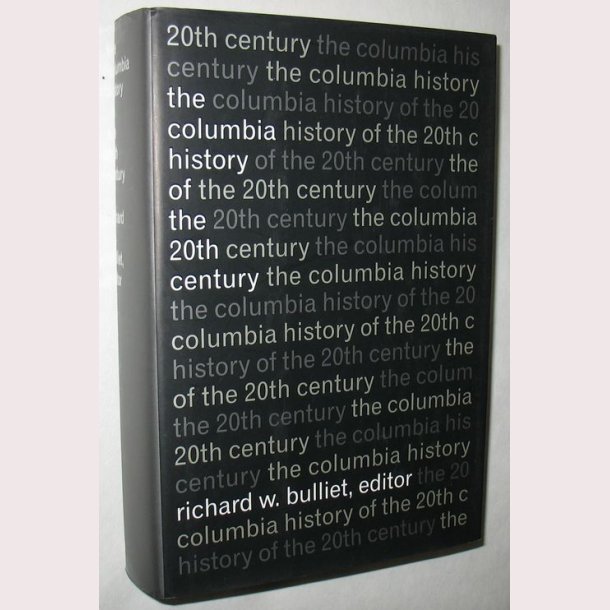 20th century the columbia his
century the columbia history
the columbia history of the 20
columbia history of the 20th c
history of the 20th century the
of the 20th century the colum
the 20th century the columbia
20th century the columbia his
century the columbia history
the columbia history of the 20
columbia history of the 20th c
history of the 20th century the
of the 20th century the colum
the 20th century the columbia
20th century the columbia his
century the columbia history
richard w. bulliet, editor the 20
columbia history of the 20th c
history of the 20th century the